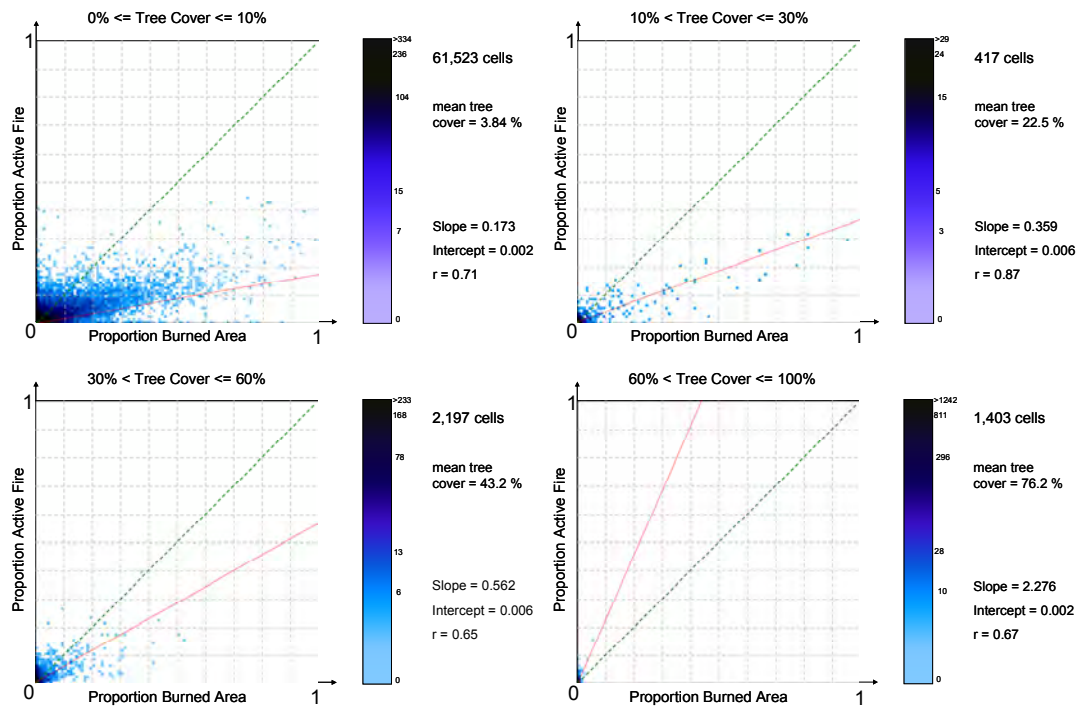 0% <= Tree Cover <= 10%
1
Proportion Active Fire
0
Proportion Burned Area
1
>334
236
104
15
7
0
61,523 cells
mean tree
cover = 3.84 %
Slope = 0.173
Intercept = 0.002
r = 0.71
10% < Tree Cover <= 30%
1
Proportion Active Fire
0
Proportion Burned Area
1
>29
24
15
5
3
0
417 cells
mean tree
cover = 22.5 %
Slope = 0.359
Intercept = 0.006
r = 0.87
30% < Tree Cover <= 60%
1
Proportion Active Fire
0
Proportion Burned Area
1
>233
168
78
13
6
0
2,197 cells
mean tree
cover = 43.2 %
Slope = 0.562
Intercept = 0.006
r = 0.65
60% < Tree Cover <= 100%
1
Proportion Active Fire
0
Proportion Burned Area
1
>1242
811
296
28
10
0
1,403 cells
mean tree
cover = 76.2 %
Slope = 2.276
Intercept = 0.002
r = 0.67